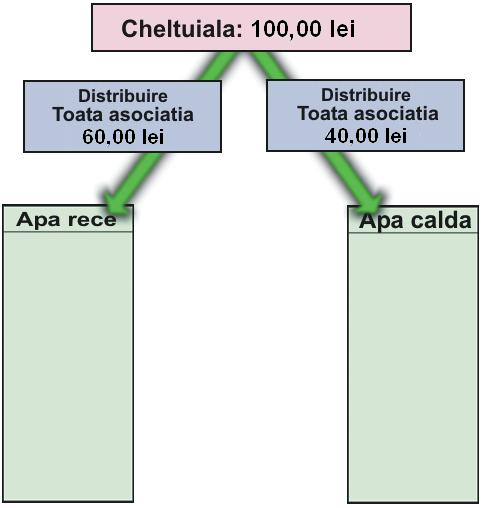 Cheltuiala: 100,00 lei
Distribuire
Toata asociatia
60,00 lei
Distribuire
Toata asociatia
40,00 lei
Apa rece
Apa calda